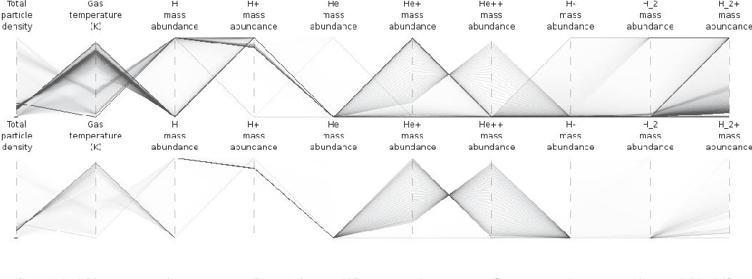 Total particle density
Gas temperature (K)
H mass abundance
H+ mass abundance
He mass abundance
He+ mass abundance
He++ mass abundance
H- mass abundance
H_2 mass abundance
H_2+ mass abundance
Total particle density
Gas temperature (K)
H mass abundance
H+ mass abundance
He mass abundance
He+ mass abundance
He++ mass abundance
H- mass abundance
H_2 mass abundance
H_2+ mass abundance